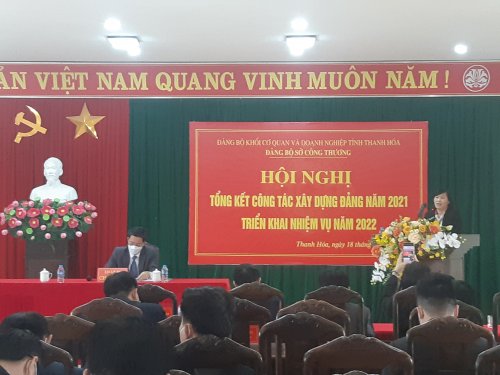 ẮN VIỆT NAM QUANG VINH MUÔN NĂM !
ĐẢNG BỘ KHỐI CƠ QUAN VÀ DOANH NGHIỆP TỈNH THANH HÓA
ĐẢNG BỘ SỞ CÔNG THƯƠNG
HỘI NGHỊ
TỔNG KẾT CÔNG TÁC XÂY DỰNG ĐẢNG NĂM 2021
TRIỂN KHAI NHIỆM VỤ NĂM 2022
Thanh Hóa, ngày 18 tháng